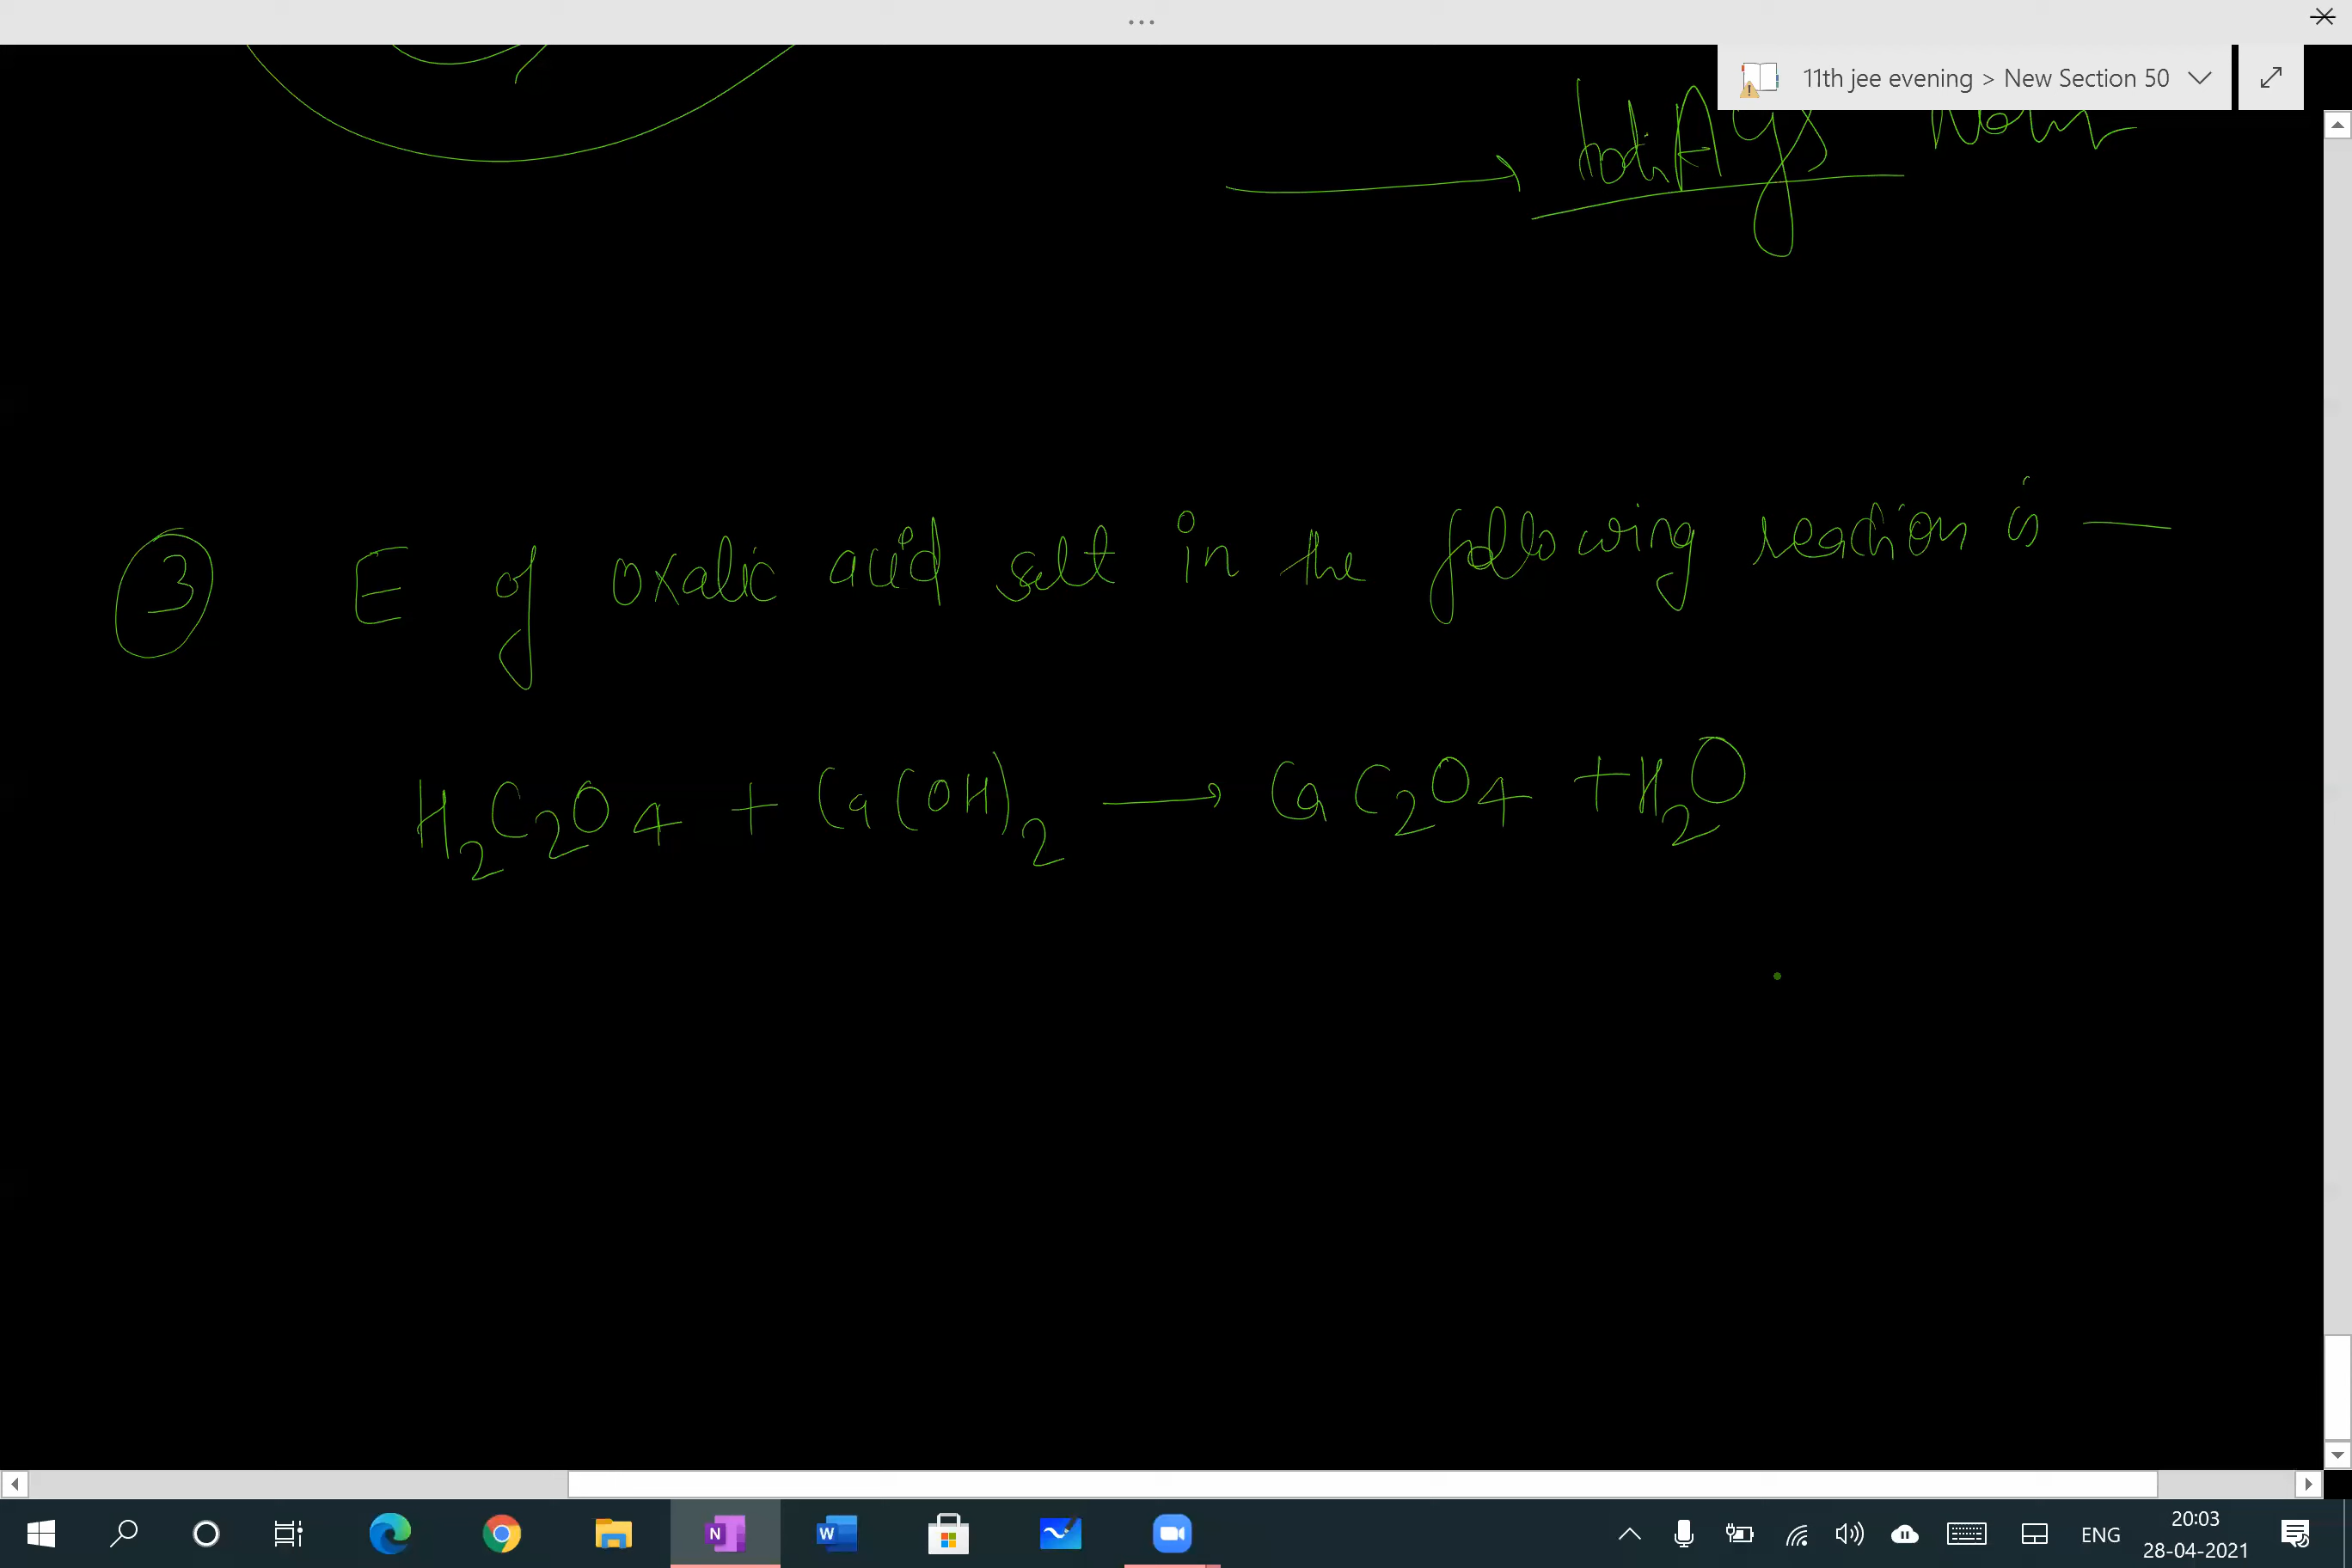 ...
11th jee evening > New Section 50
③ E of oxalic acid salt in the following reaction is —
H₂C₂O₄ + Ca(OH)₂ → CaC₂O₄ + H₂O
ENG
20:03
28-04-2021